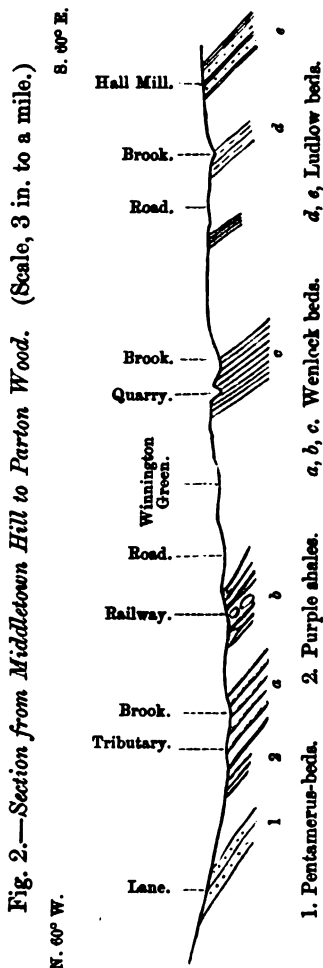 Fig. 2.—Section from Middletown Hill to Parton Wood. (Scale, 3 in. to a mile.)
N. 60° W.
S. 60° E.
Lane.
Tributary.
Brook.
Railway.
Road.
Winnington
Green.
Quarry.
Brook.
Road.
Brook.
Hall Mill.
1
2
a
b
c
d
e
1. Pentamerus-beds. 2. Purple shales. a, b, c. Wenlock beds. d, e, Ludlow beds.